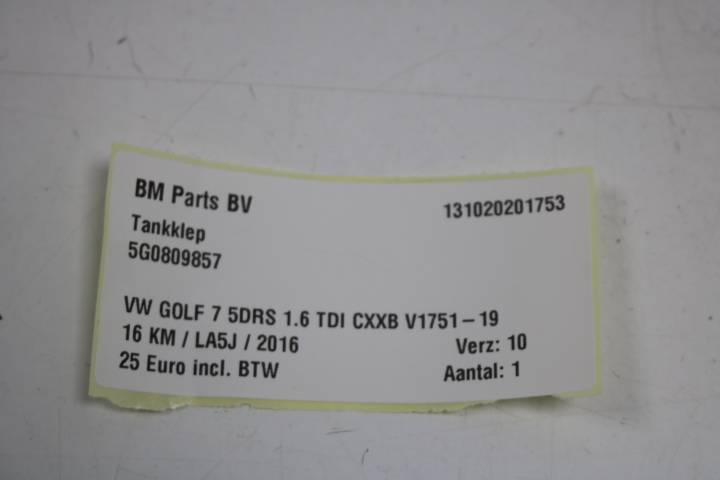 BM Parts BV 131020201753
Tankklep
5G0809857
VW GOLF 7 5DRS 1.6 TDI CXXB V1751-19
16 KM / LA5J / 2016 Verz: 10
25 Euro incl. BTW Aantal: 1